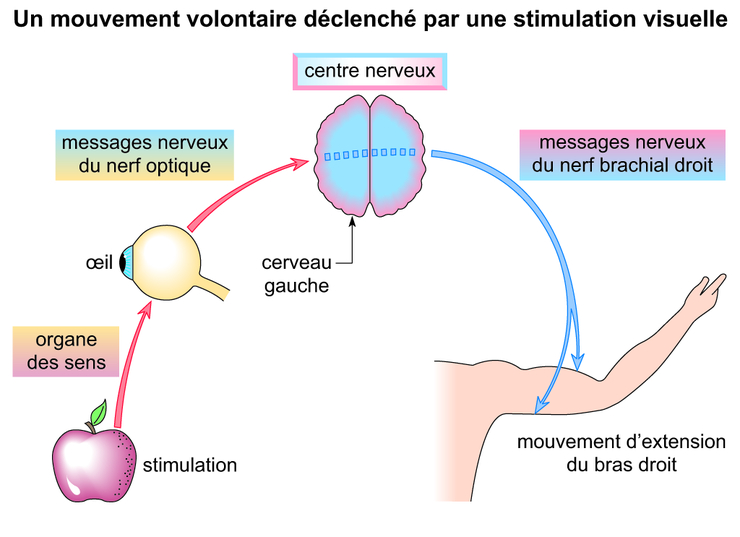 Un mouvement volontaire déclenché par une stimulation visuelle
centre nerveux
messages nerveux
du nerf optique
messages nerveux
du nerf brachial droit
œil
cerveau
gauche
organe
des sens
stimulation
mouvement d'extension
du bras droit